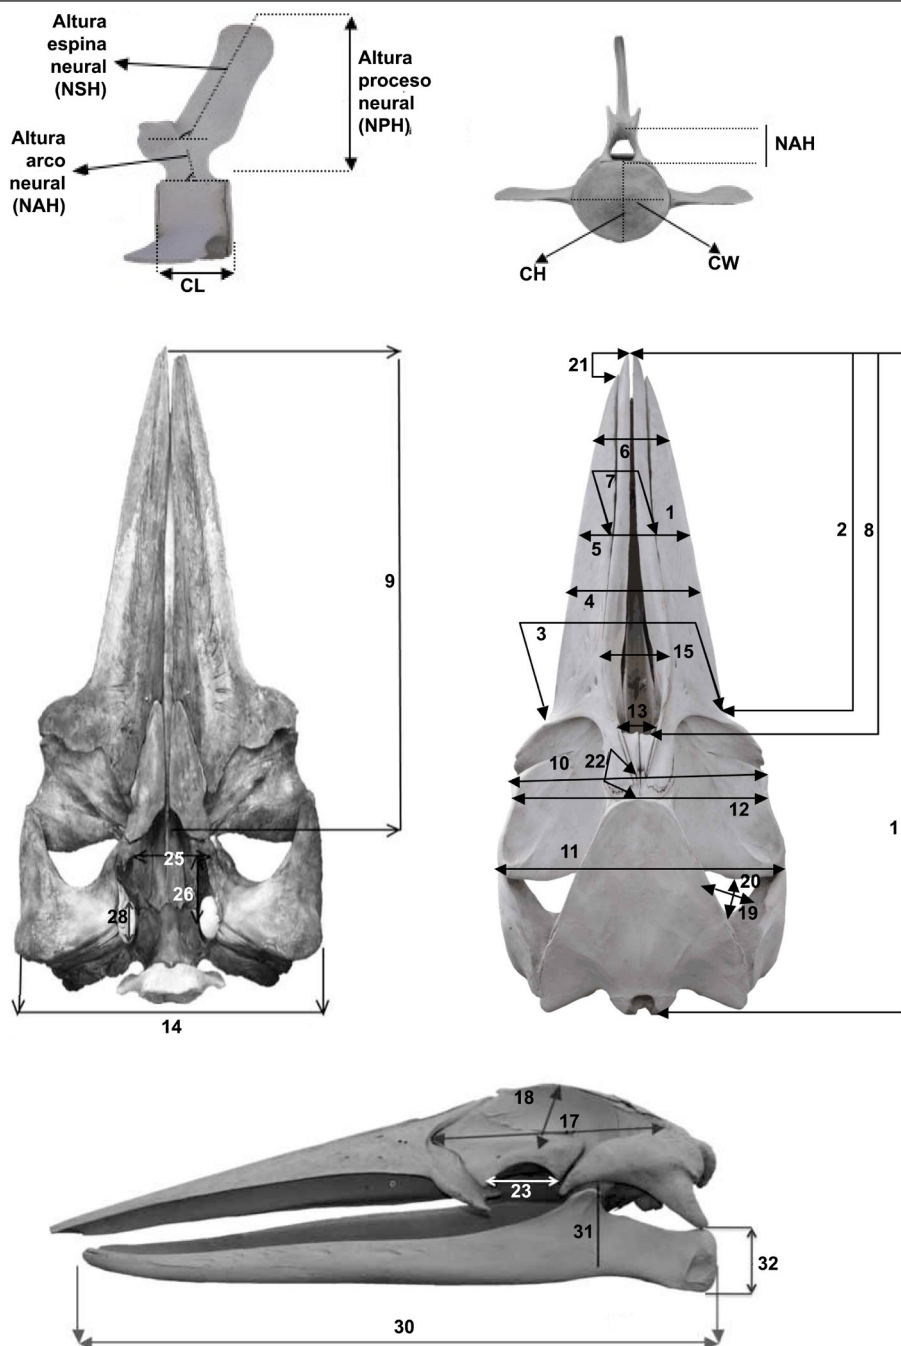 Altura
espina
neural
(NSH)
Altura
proceso
neural
(NPH)
Altura
arco
neural
(NAH)
NAH
CL
CH
CW
21
6
7
1
2
8
5
9
4
3
15
13
22
10
12
11
1
25
20
26
19
28
14
18
17
23
31
32
30